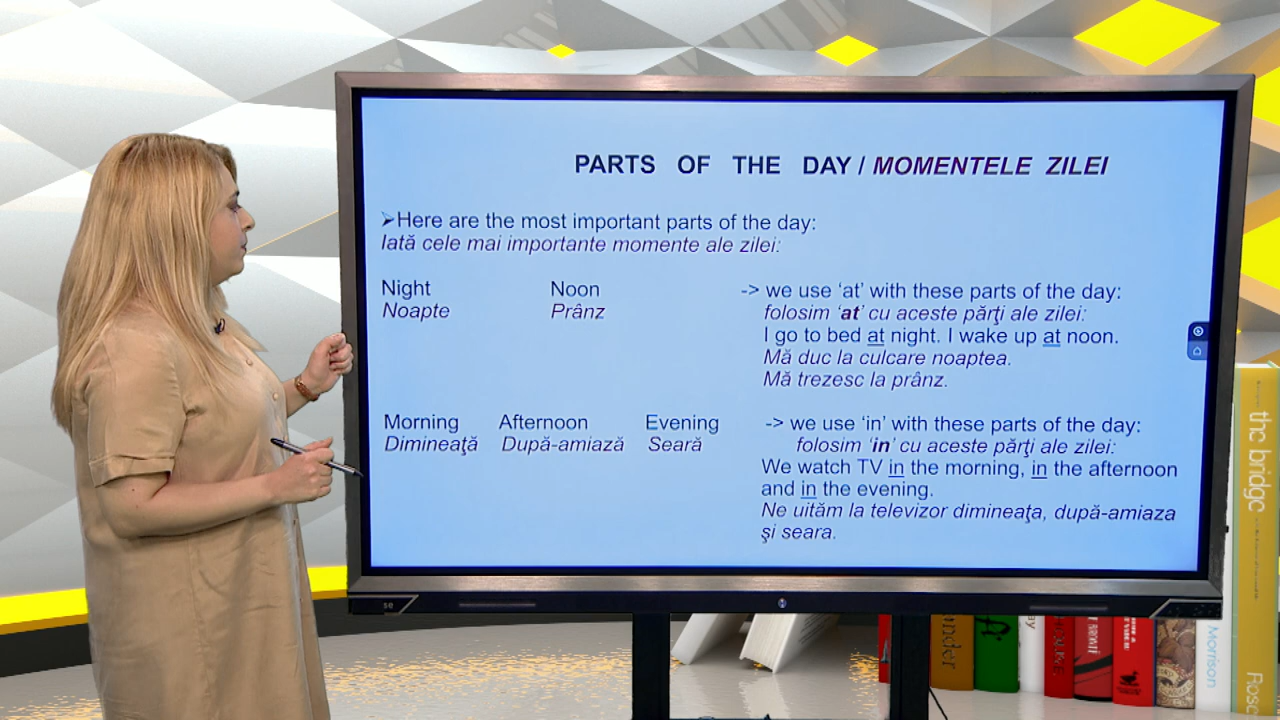 PARTS OF THE DAY / MOMENTELE ZILEI
➢Here are the most important parts of the day:
Iată cele mai importante momente ale zilei:
Night Noon -> we use ‘at’ with these parts of the day:
Noapte Prânz folosim ‘at’ cu aceste părţi ale zilei:
I go to bed at night. I wake up at noon.
Mă duc la culcare noaptea.
Mă trezesc la prânz.
Morning Afternoon Evening -> we use ‘in’ with these parts of the day:
Dimineaţă După-amiază Seară folosim ‘in’ cu aceste părţi ale zilei:
We watch TV in the morning, in the afternoon
and in the evening.
Ne uităm la televizor dimineaţa, după-amiaza
şi seara.
the bridge
Morrison